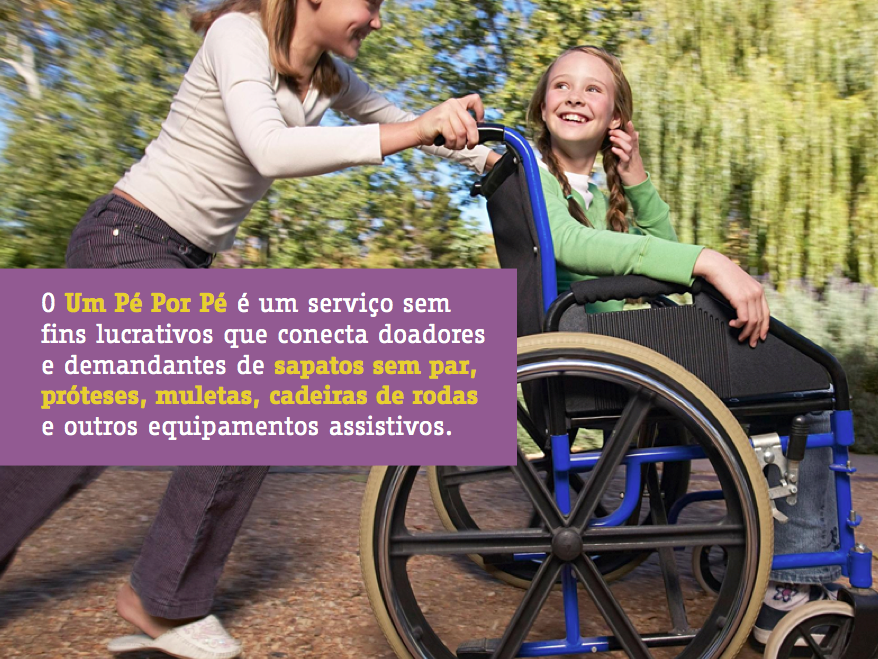 O Um Pé Por Pé é um serviço sem
fins lucrativos que conecta doadores
e demandantes de sapatos sem par,
próteses, muletas, cadeiras de rodas
e outros equipamentos assistivos.